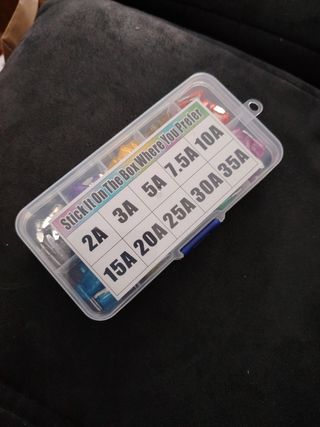 Stick It On The Box Where You Prefer
2A 3A 5A 7.5A 10A
15A 20A 25A 30A 35A